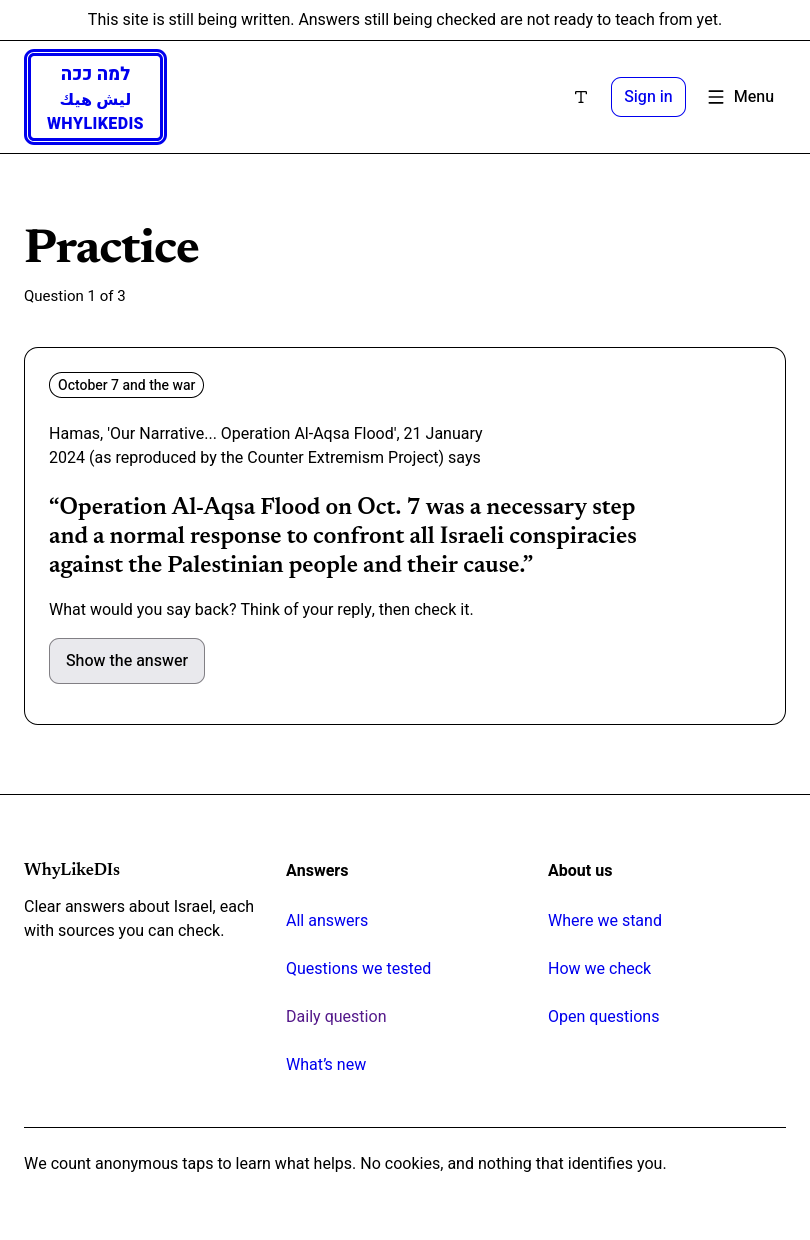 This site is still being written. Answers still being checked are not ready to teach from yet.
למה ככה
ليش هيك
WHYLIKEDIS
T
Sign in
Menu
Practice
Question 1 of 3
October 7 and the war
Hamas, 'Our Narrative... Operation Al-Aqsa Flood', 21 January
2024 (as reproduced by the Counter Extremism Project) says
“Operation Al-Aqsa Flood on Oct. 7 was a necessary step
and a normal response to confront all Israeli conspiracies
against the Palestinian people and their cause.”
What would you say back? Think of your reply, then check it.
Show the answer
WhyLikeDIs
Clear answers about Israel, each
with sources you can check.
Answers
All answers
Questions we tested
Daily question
What’s new
About us
Where we stand
How we check
Open questions
We count anonymous taps to learn what helps. No cookies, and nothing that identifies you.